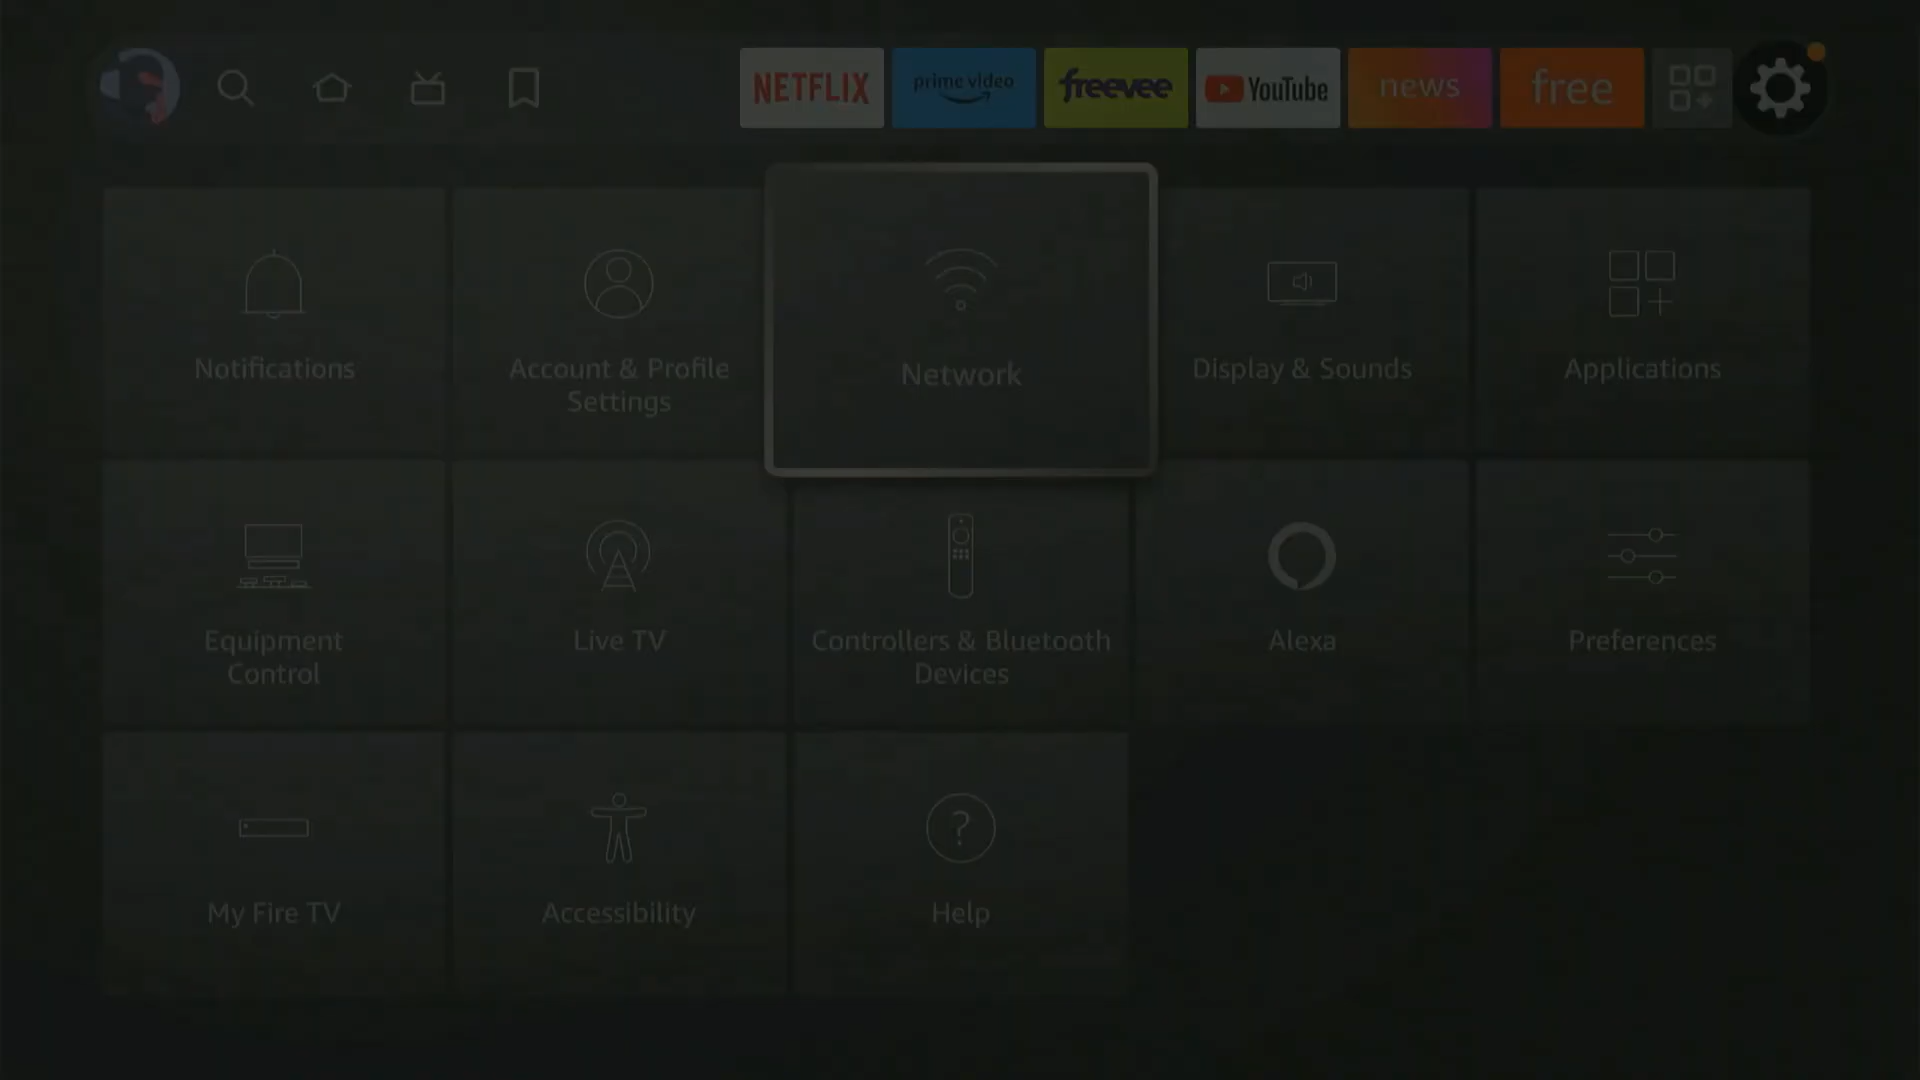 NETFLIX
prime video
freevee
YouTube
news
free
Notifications
Account & Profile
Settings
Network
Display & Sounds
Applications
Equipment
Control
Live TV
Controllers & Bluetooth
Devices
Alexa
Preferences
My Fire TV
Accessibility
Help